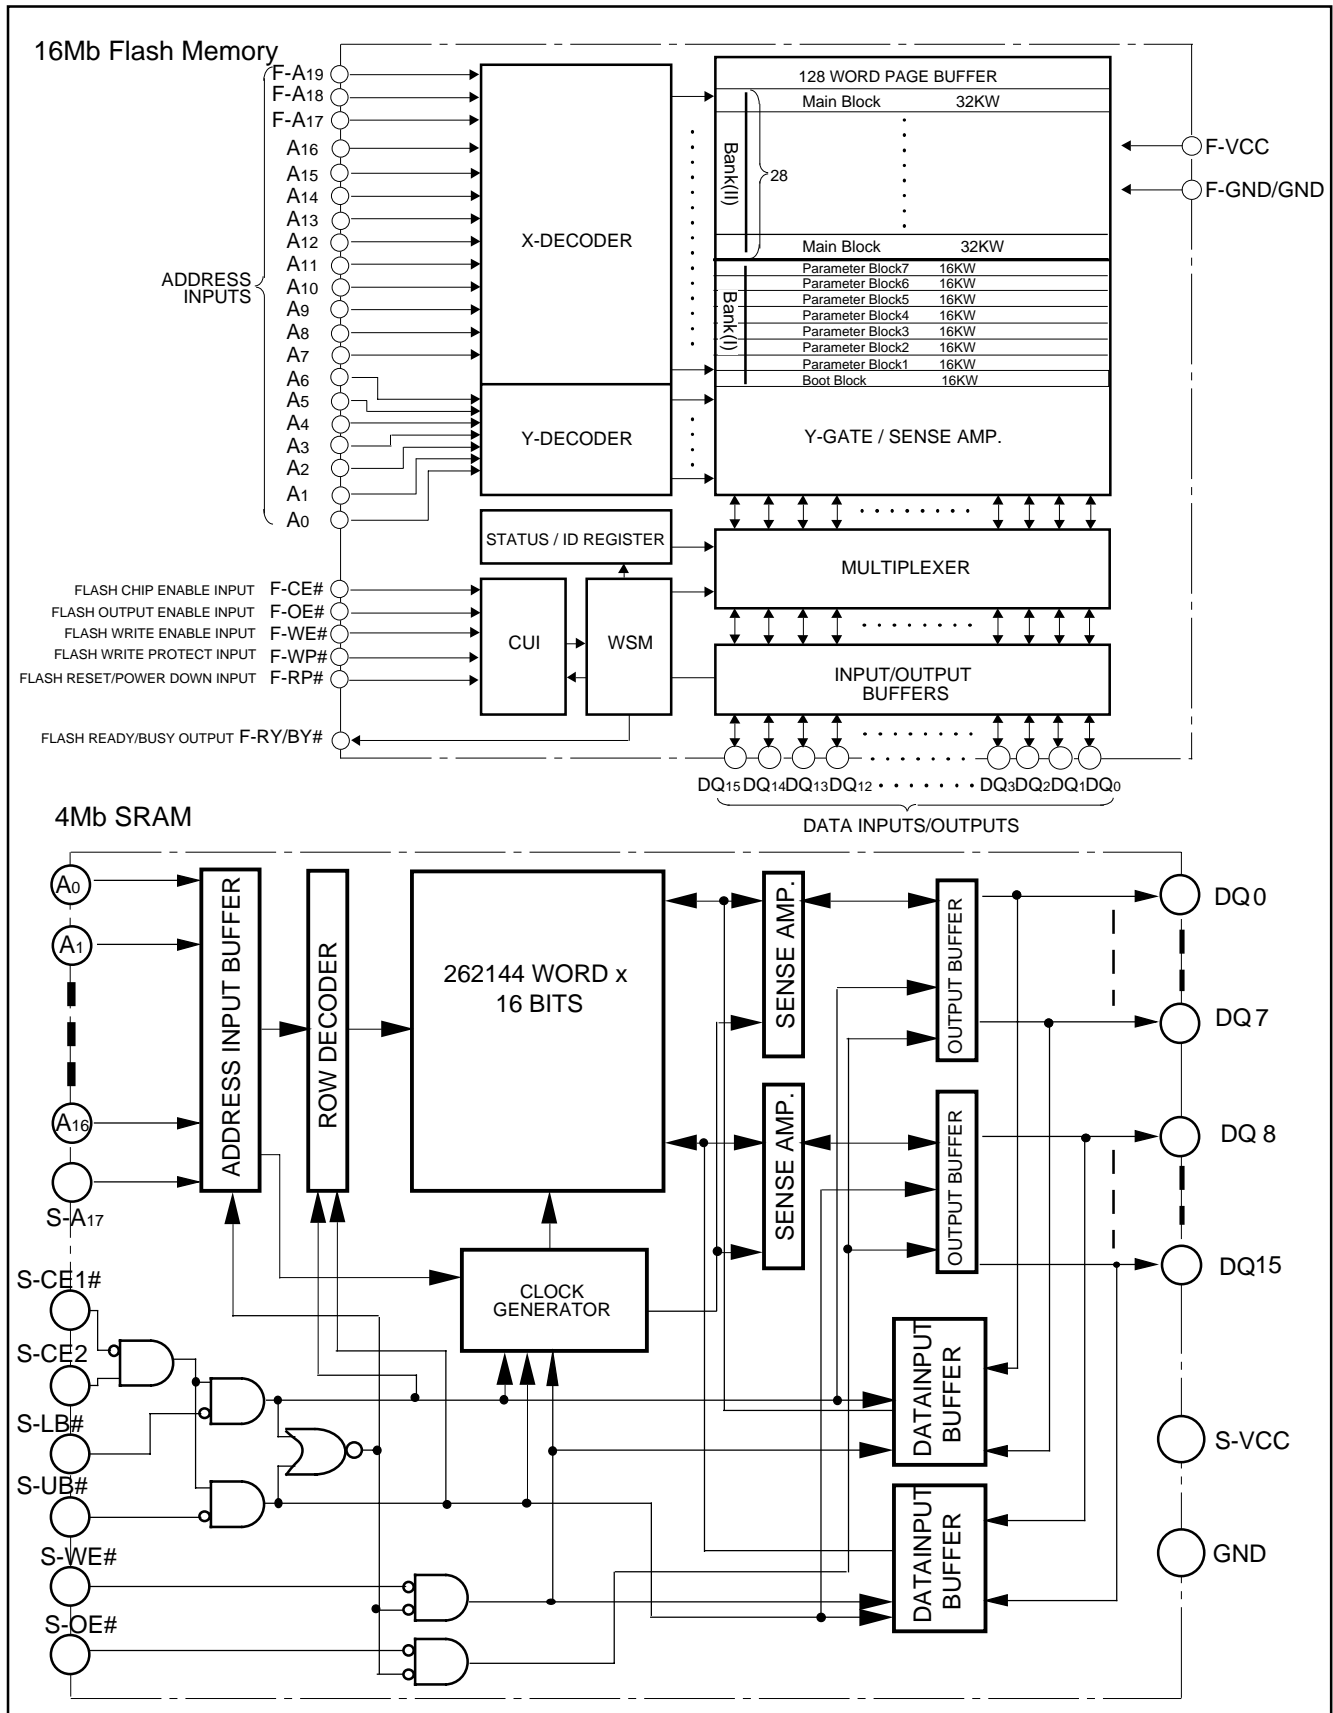 16Mb Flash Memory
F-A19
F-A18
F-A17
A16
A15
A14
A13
A12
A11
A10
A9
A8
A7
A6
A5
A4
A3
A2
A1
A0
ADDRESS
INPUTS
X-DECODER
Y-DECODER
128 WORD PAGE BUFFER
Main Block 32KW
Bank(II)
28
Main Block 32KW
Bank(I)
Parameter Block7 16KW
Parameter Block6 16KW
Parameter Block5 16KW
Parameter Block4 16KW
Parameter Block3 16KW
Parameter Block2 16KW
Parameter Block1 16KW
Boot Block 16KW
Y-GATE / SENSE AMP.
F-VCC
F-GND/GND
STATUS / ID REGISTER
MULTIPLEXER
FLASH CHIP ENABLE INPUT F-CE#
FLASH OUTPUT ENABLE INPUT F-OE#
FLASH WRITE ENABLE INPUT F-WE#
FLASH WRITE PROTECT INPUT F-WP#
FLASH RESET/POWER DOWN INPUT F-RP#
CUI
WSM
INPUT/OUTPUT
BUFFERS
FLASH READY/BUSY OUTPUT F-RY/BY#
DQ15 DQ14 DQ13 DQ12 ········ DQ3 DQ2 DQ1 DQ0
DATA INPUTS/OUTPUTS
4Mb SRAM
A0
A1
A16
S-A17
ADDRESS INPUT BUFFER
ROW DECODER
262144 WORD x
16 BITS
SENSE AMP.
SENSE AMP.
OUTPUT BUFFER
OUTPUT BUFFER
DQ0
DQ7
DQ8
DQ15
CLOCK
GENERATOR
S-CE1#
S-CE2
S-LB#
S-UB#
S-WE#
S-OE#
DATAINPUT
BUFFER
DATAINPUT
BUFFER
S-VCC
GND